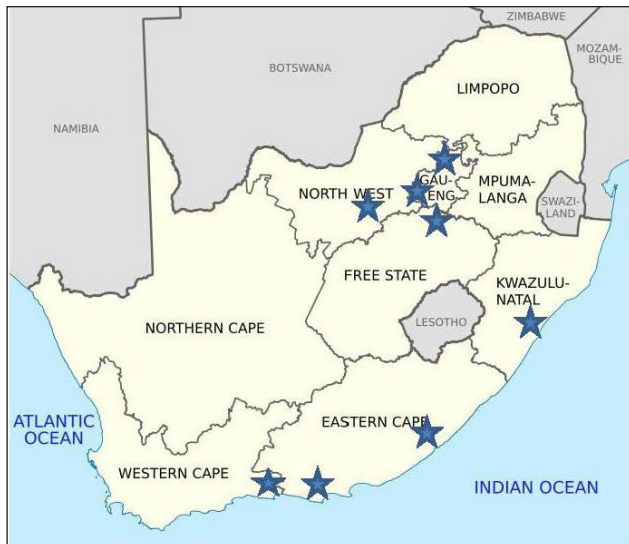 ZIMBABWE
MOZAM-
BIQUE
BOTSWANA
LIMPOPO
NAMIBIA
GAU-
ENG
NORTH WEST
MPUMA-
LANGA
SWAZI-
LAND
FREE STATE
KWAZULU-
NATAL
NORTHERN CAPE
LESOTHO
ATLANTIC
OCEAN
EASTERN CAPE
WESTERN CAPE
INDIAN OCEAN